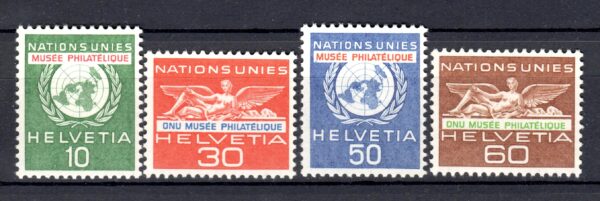 NATIONS UNIES
MUSÉE PHILATÉLIQUE
HELVETIA
10
NATIONS UNIES
ONU MUSÉE PHILATÉLIQUE
HELVETIA
30
NATIONS UNIES
MUSÉE PHILATÉLIQUE
HELVETIA
50
NATIONS UNIES
ONU MUSÉE PHILATÉLIQUE
HELVETIA
60